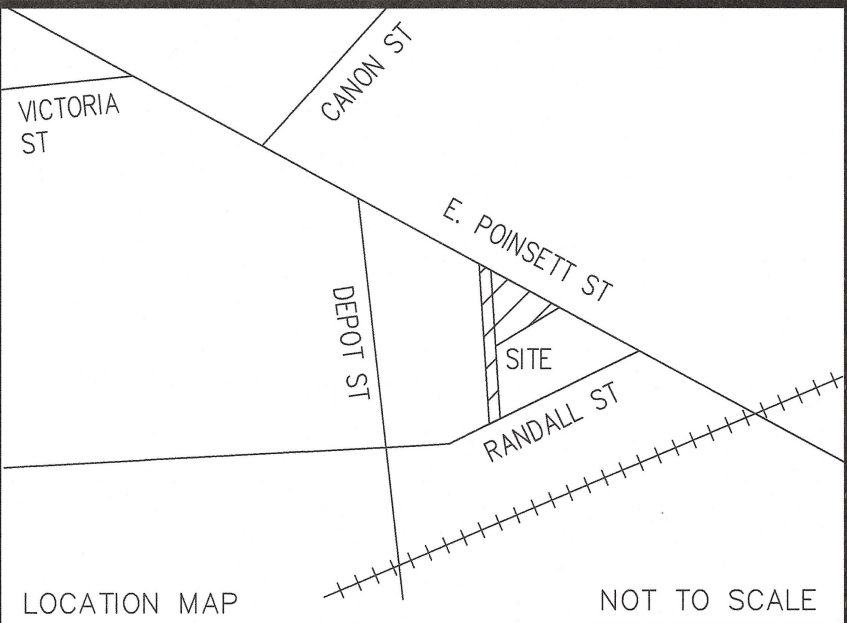 CANON ST
VICTORIA
ST
E. POINSETT ST
DEPOT ST
SITE
RANDALL ST
LOCATION MAP
NOT TO SCALE